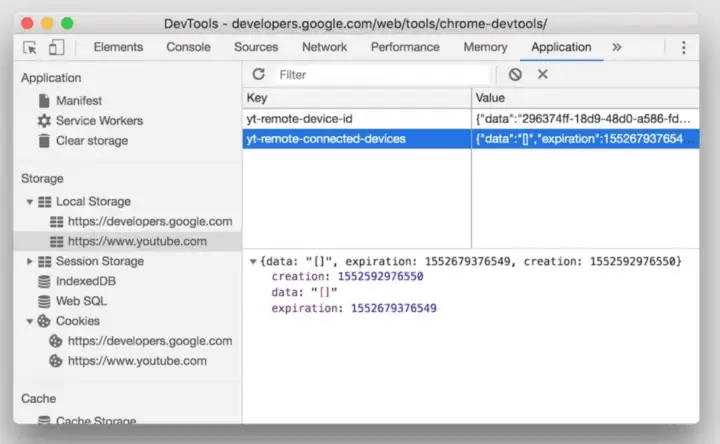 DevTools - developers.google.com/web/tools/chrome-devtools/
Elements Console Sources Network Performance Memory Application »
Application
Manifest
Service Workers
Clear storage
Storage
Local Storage
https://developers.google.com
https://www.youtube.com
Session Storage
IndexedDB
Web SQL
Cookies
https://developers.google.com
https://www.youtube.com
Cache
Cache Storage
Filter
Key Value
yt-remote-device-id {"data":"296374ff-18d9-48d0-a586-fd...
yt-remote-connected-devices {"data":"[]","expiration":155267937654
{data: "[]", expiration: 1552679376549, creation: 1552592976550}
creation: 1552592976550
data: "[]"
expiration: 1552679376549